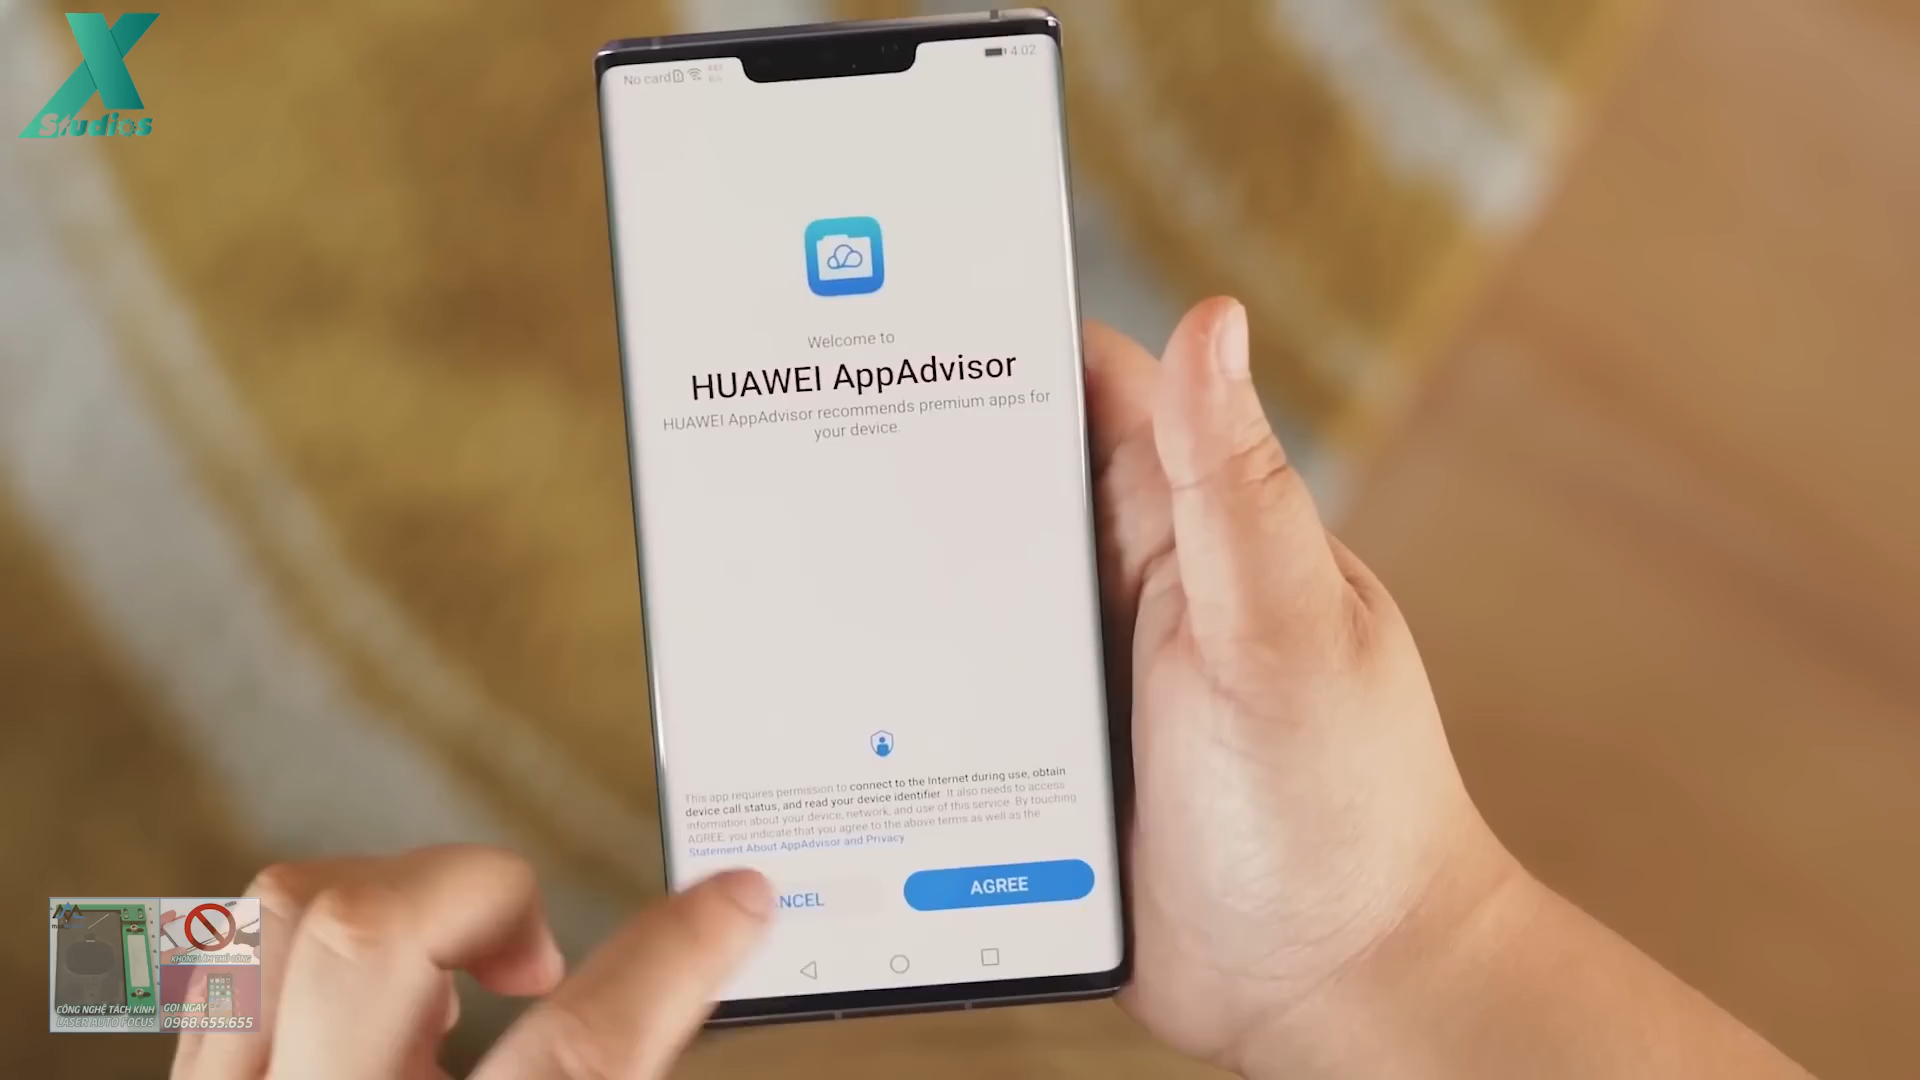 X
Studios
No card
4:02
Welcome to
HUAWEI AppAdvisor
HUAWEI AppAdvisor recommends premium apps for
your device.
This app requires permission to connect to the Internet during use, obtain
device call status, and read your device identifier. It also needs to access
information about your device, network, and use of this service. By touching
AGREE, you indicate that you agree to the above terms as well as the
Statement About AppAdvisor and Privacy
NCEL
AGREE
KHÔNG LÀM THỦ CÔNG
CÔNG NGHỆ TÁCH KÍNH
LASER AUTO FOCUS
GỌI NGAY
0968.655.655